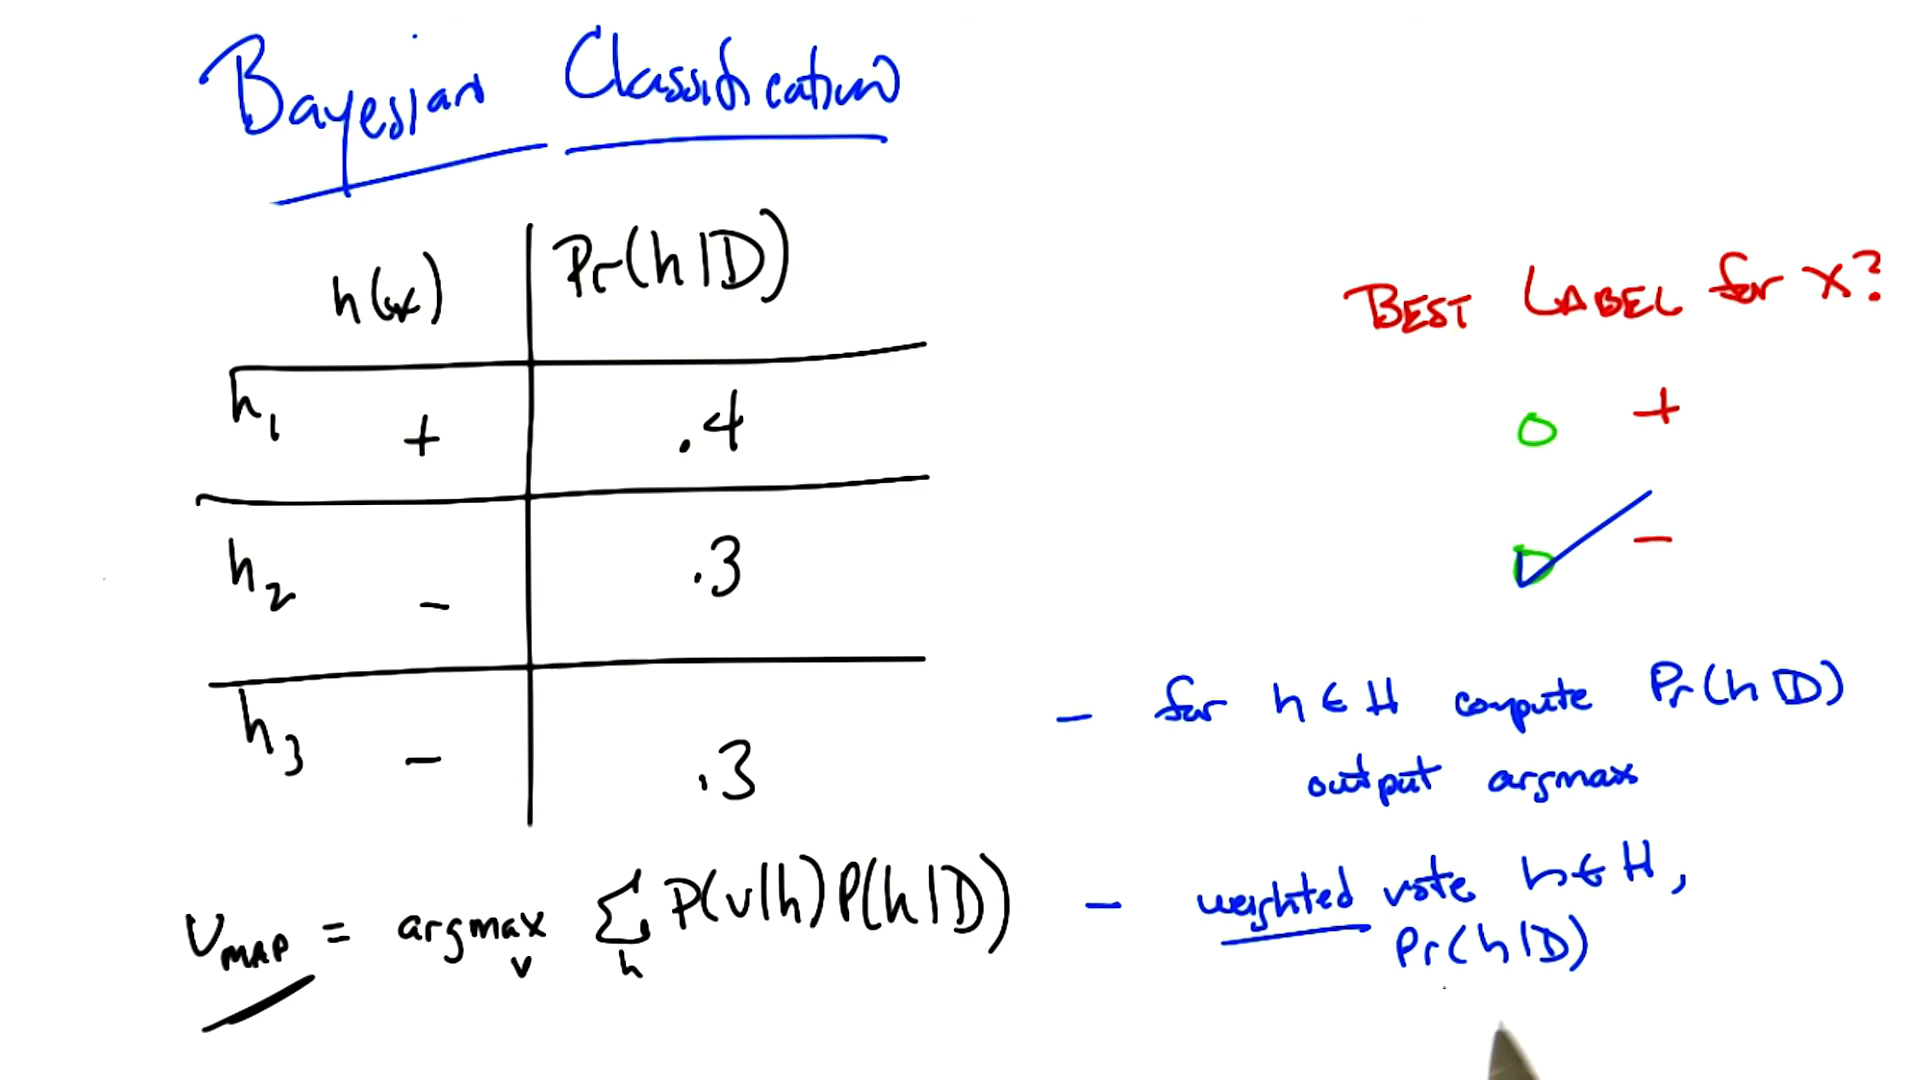 Bayesian Classification
h(x) Pr(h|D)
BEST LABEL for x?
h1 + .4
+
h2 - .3
-
h3 - .3
- for h ∈ H compute Pr(h|D)
output argmax
- weighted vote h ∈ H,
Pr(h|D)
VMAP = argmax v Σ h P(v|h) P(h|D)